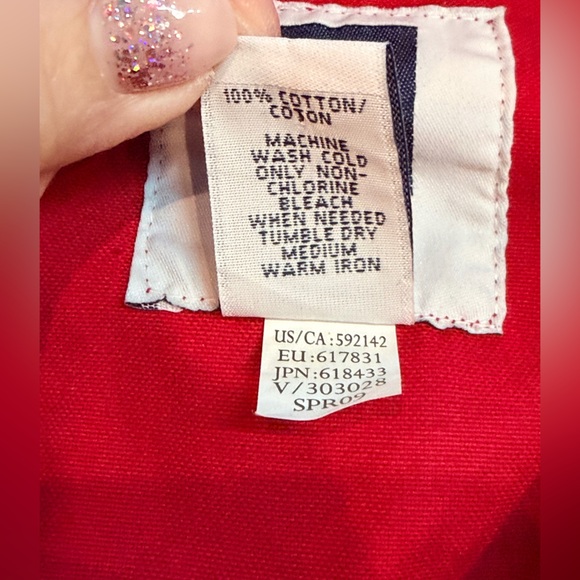 100% COTTON/
COTON
MACHINE
WASH COLD
ONLY NON-
CHLORINE
BLEACH
WHEN NEEDED
TUMBLE DRY
MEDIUM
WARM IRON
US/CA:592142
EU:617831
JPN:618433
V/303028
SPR09